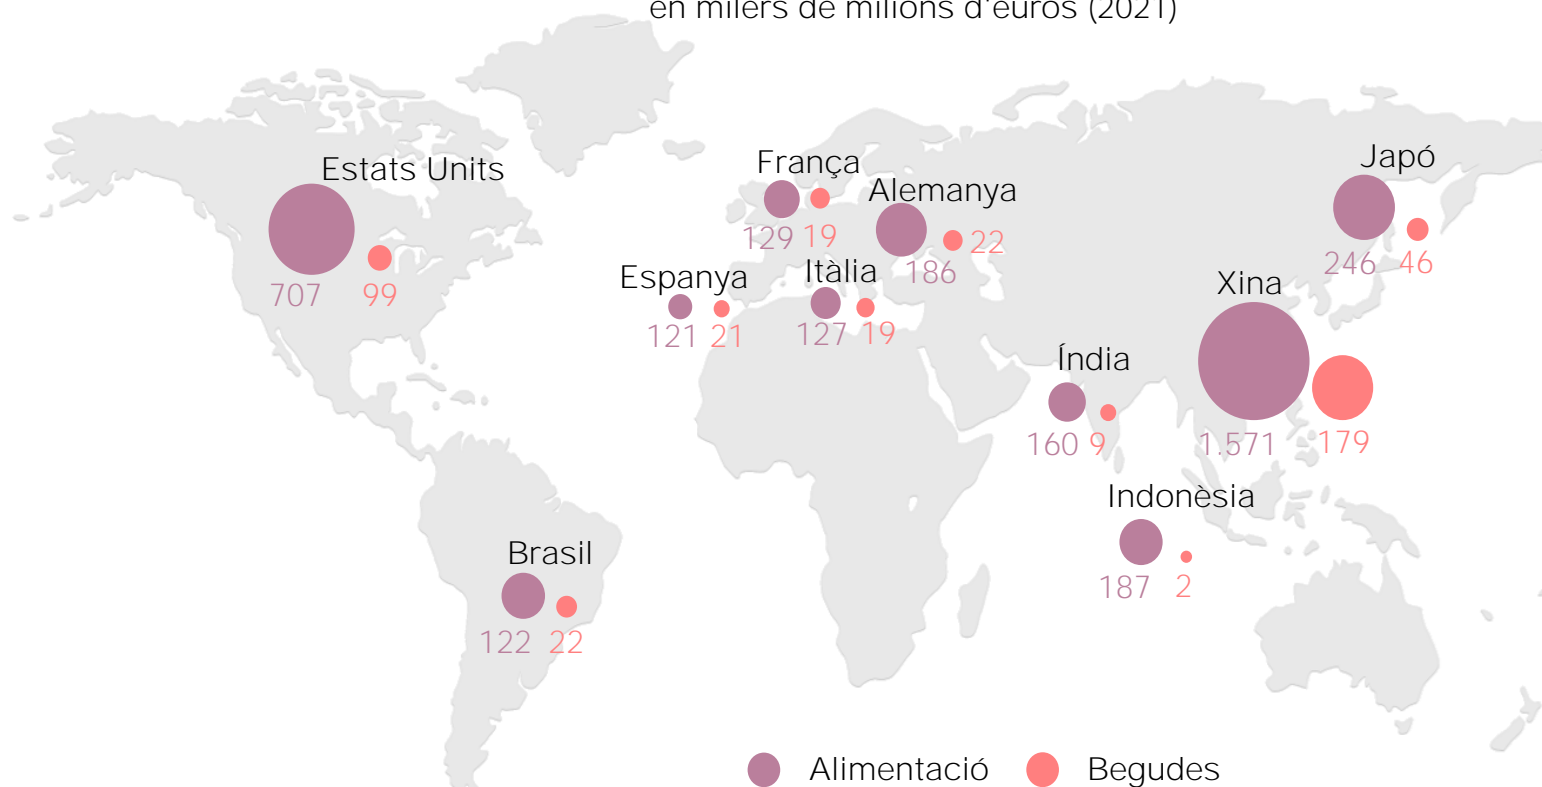 en milers de milions d'euros (2021)
Estats Units
707 99
França
129 19
Alemanya
186 22
Espanya
121 21
Itàlia
127 19
Japó
246 46
Xina
1.571 179
Índia
160 9
Indonèsia
187 2
Brasil
122 22
Alimentació Begudes